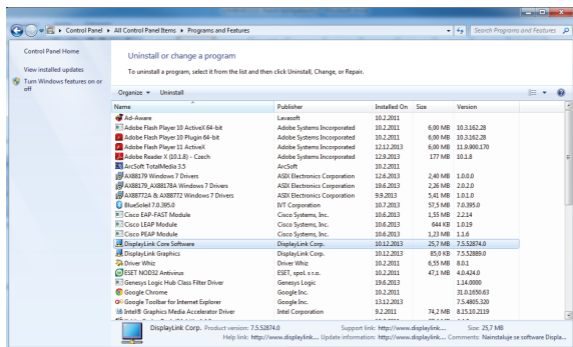 Control Panel ▸ All Control Panel Items ▸ Programs and Features
Search Programs and Features
Control Panel Home
View installed updates
Turn Windows features on or off
Uninstall or change a program
To uninstall a program, select it from the list and then click Uninstall, Change, or Repair.
Organize Uninstall
Name Publisher Installed On Size Version
Ad-Aware Lavasoft 10.2.2011
Adobe Flash Player 10 ActiveX 64-bit Adobe Systems Incorporated 10.2.2011 6,00 MB 10.3.162.28
Adobe Flash Player 10 Plugin 64-bit Adobe Systems Incorporated 10.2.2011 6,00 MB 10.3.162.28
Adobe Flash Player 11 ActiveX Adobe Systems Incorporated 12.12.2013 6,00 MB 11.9.900.170
Adobe Reader X (10.1.8) - Czech Adobe Systems Incorporated 12.9.2013 177 MB 10.1.8
ArcSoft TotalMedia 3.5 ArcSoft 10.2.2011
AX88179 Windows 7 Drivers ASIX Electronics Corporation 12.6.2013 2,40 MB 1.0.0.0
AX88179_AX88178A Windows 7 Drivers ASIX Electronics Corporation 19.6.2013 2,26 MB 2.0.2.0
AX88772A & AX88772 Windows 7 Drivers ASIX Electronics Corporation 9.9.2013 5,41 MB 1.0.1.0
BlueSoleil 7.0.395.0 IVT Corporation 10.7.2013 57,5 MB 7.0.395.0
Cisco EAP-FAST Module Cisco Systems, Inc. 10.6.2013 1,55 MB 2.2.14
Cisco LEAP Module Cisco Systems, Inc. 10.6.2013 644 KB 1.0.19
Cisco PEAP Module Cisco Systems, Inc. 10.6.2013 1,23 MB 1.1.6
DisplayLink Core Software DisplayLink Corp. 10.12.2013 25,7 MB 7.5.52874.0
DisplayLink Graphics DisplayLink Corp. 10.12.2013 85,0 KB 7.5.52889.0
Driver Whiz Driver Whiz 10.2.2011 6,55 MB 8.0.1
ESET NOD32 Antivirus ESET, spol. s r.o. 10.2.2011 47,1 MB 4.0.424.0
Genesys Logic Hub Class Filter Driver Genesys Logic 19.6.2013 1.14.0000
Google Chrome Google Inc. 10.2.2011 31.0.1650.63
Google Toolbar for Internet Explorer Google Inc. 13.12.2013 7.5.4805.320
Intel® Graphics Media Accelerator Driver Intel Corporation 9.2.2011 74,2 MB 8.15.10.2119
DisplayLink Corp. Product version: 7.5.52874.0 Support link: http://www.displaylink.... Size: 25,7 MB
Help link: http://www.displaylink.... Update information: http://www.displaylink.... Comments: Nainstaluje se software Displa...